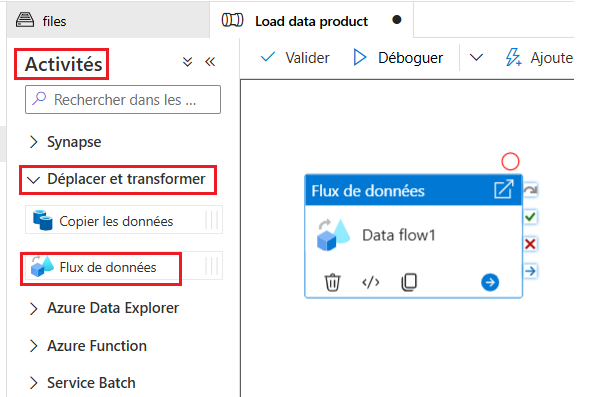 files
Load data product
Activités
Valider
Déboguer
Ajoute
Rechercher dans les ...
Synapse
Déplacer et transformer
Copier les données
Flux de données
Azure Data Explorer
Azure Function
Service Batch
Flux de données
Data flow1